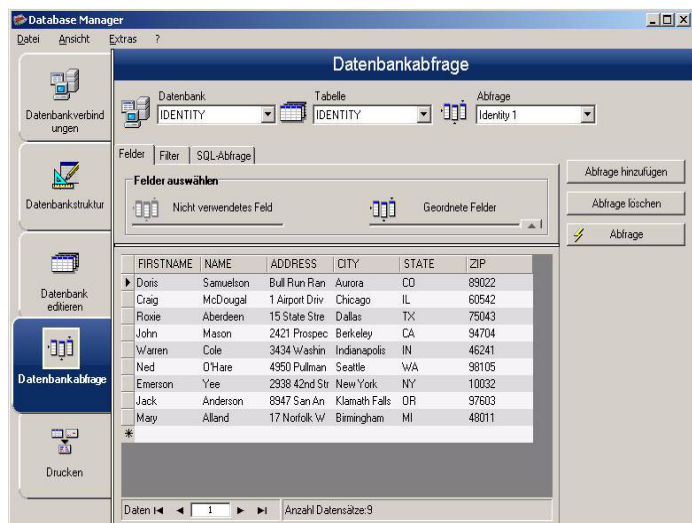 Database Manager
Datei Ansicht Extras ?
Datenbankverbind
ungen
Datenbankstruktur
Datenbank
editieren
Datenbankabfrage
Drucken
Datenbankabfrage
Datenbank Tabelle Abfrage
IDENTITY IDENTITY Identity 1
Felder Filter SQL-Abfrage
Felder auswählen
Nicht verwendetes Feld Geordnete Felder
Abfrage hinzufügen
Abfrage löschen
Abfrage
FIRSTNAME NAME ADDRESS CITY STATE ZIP
Doris Samuelson Bull Run Ran Aurora CO 89022
Craig McDougal 1 Airport Driv Chicago IL 60542
Roxie Aberdeen 15 State Stre Dallas TX 75043
John Mason 2421 Prospec Berkeley CA 94704
Warren Cole 3434 Washin Indianapolis IN 46241
Ned O'Hare 4950 Pullman Seattle WA 98105
Emerson Yee 2938 42nd Str New York NY 10032
Jack Anderson 8947 San An Klamath Falls OR 97603
Mary Alland 17 Norfolk W Birmingham MI 48011
Daten 1 Anzahl Datensätze:9